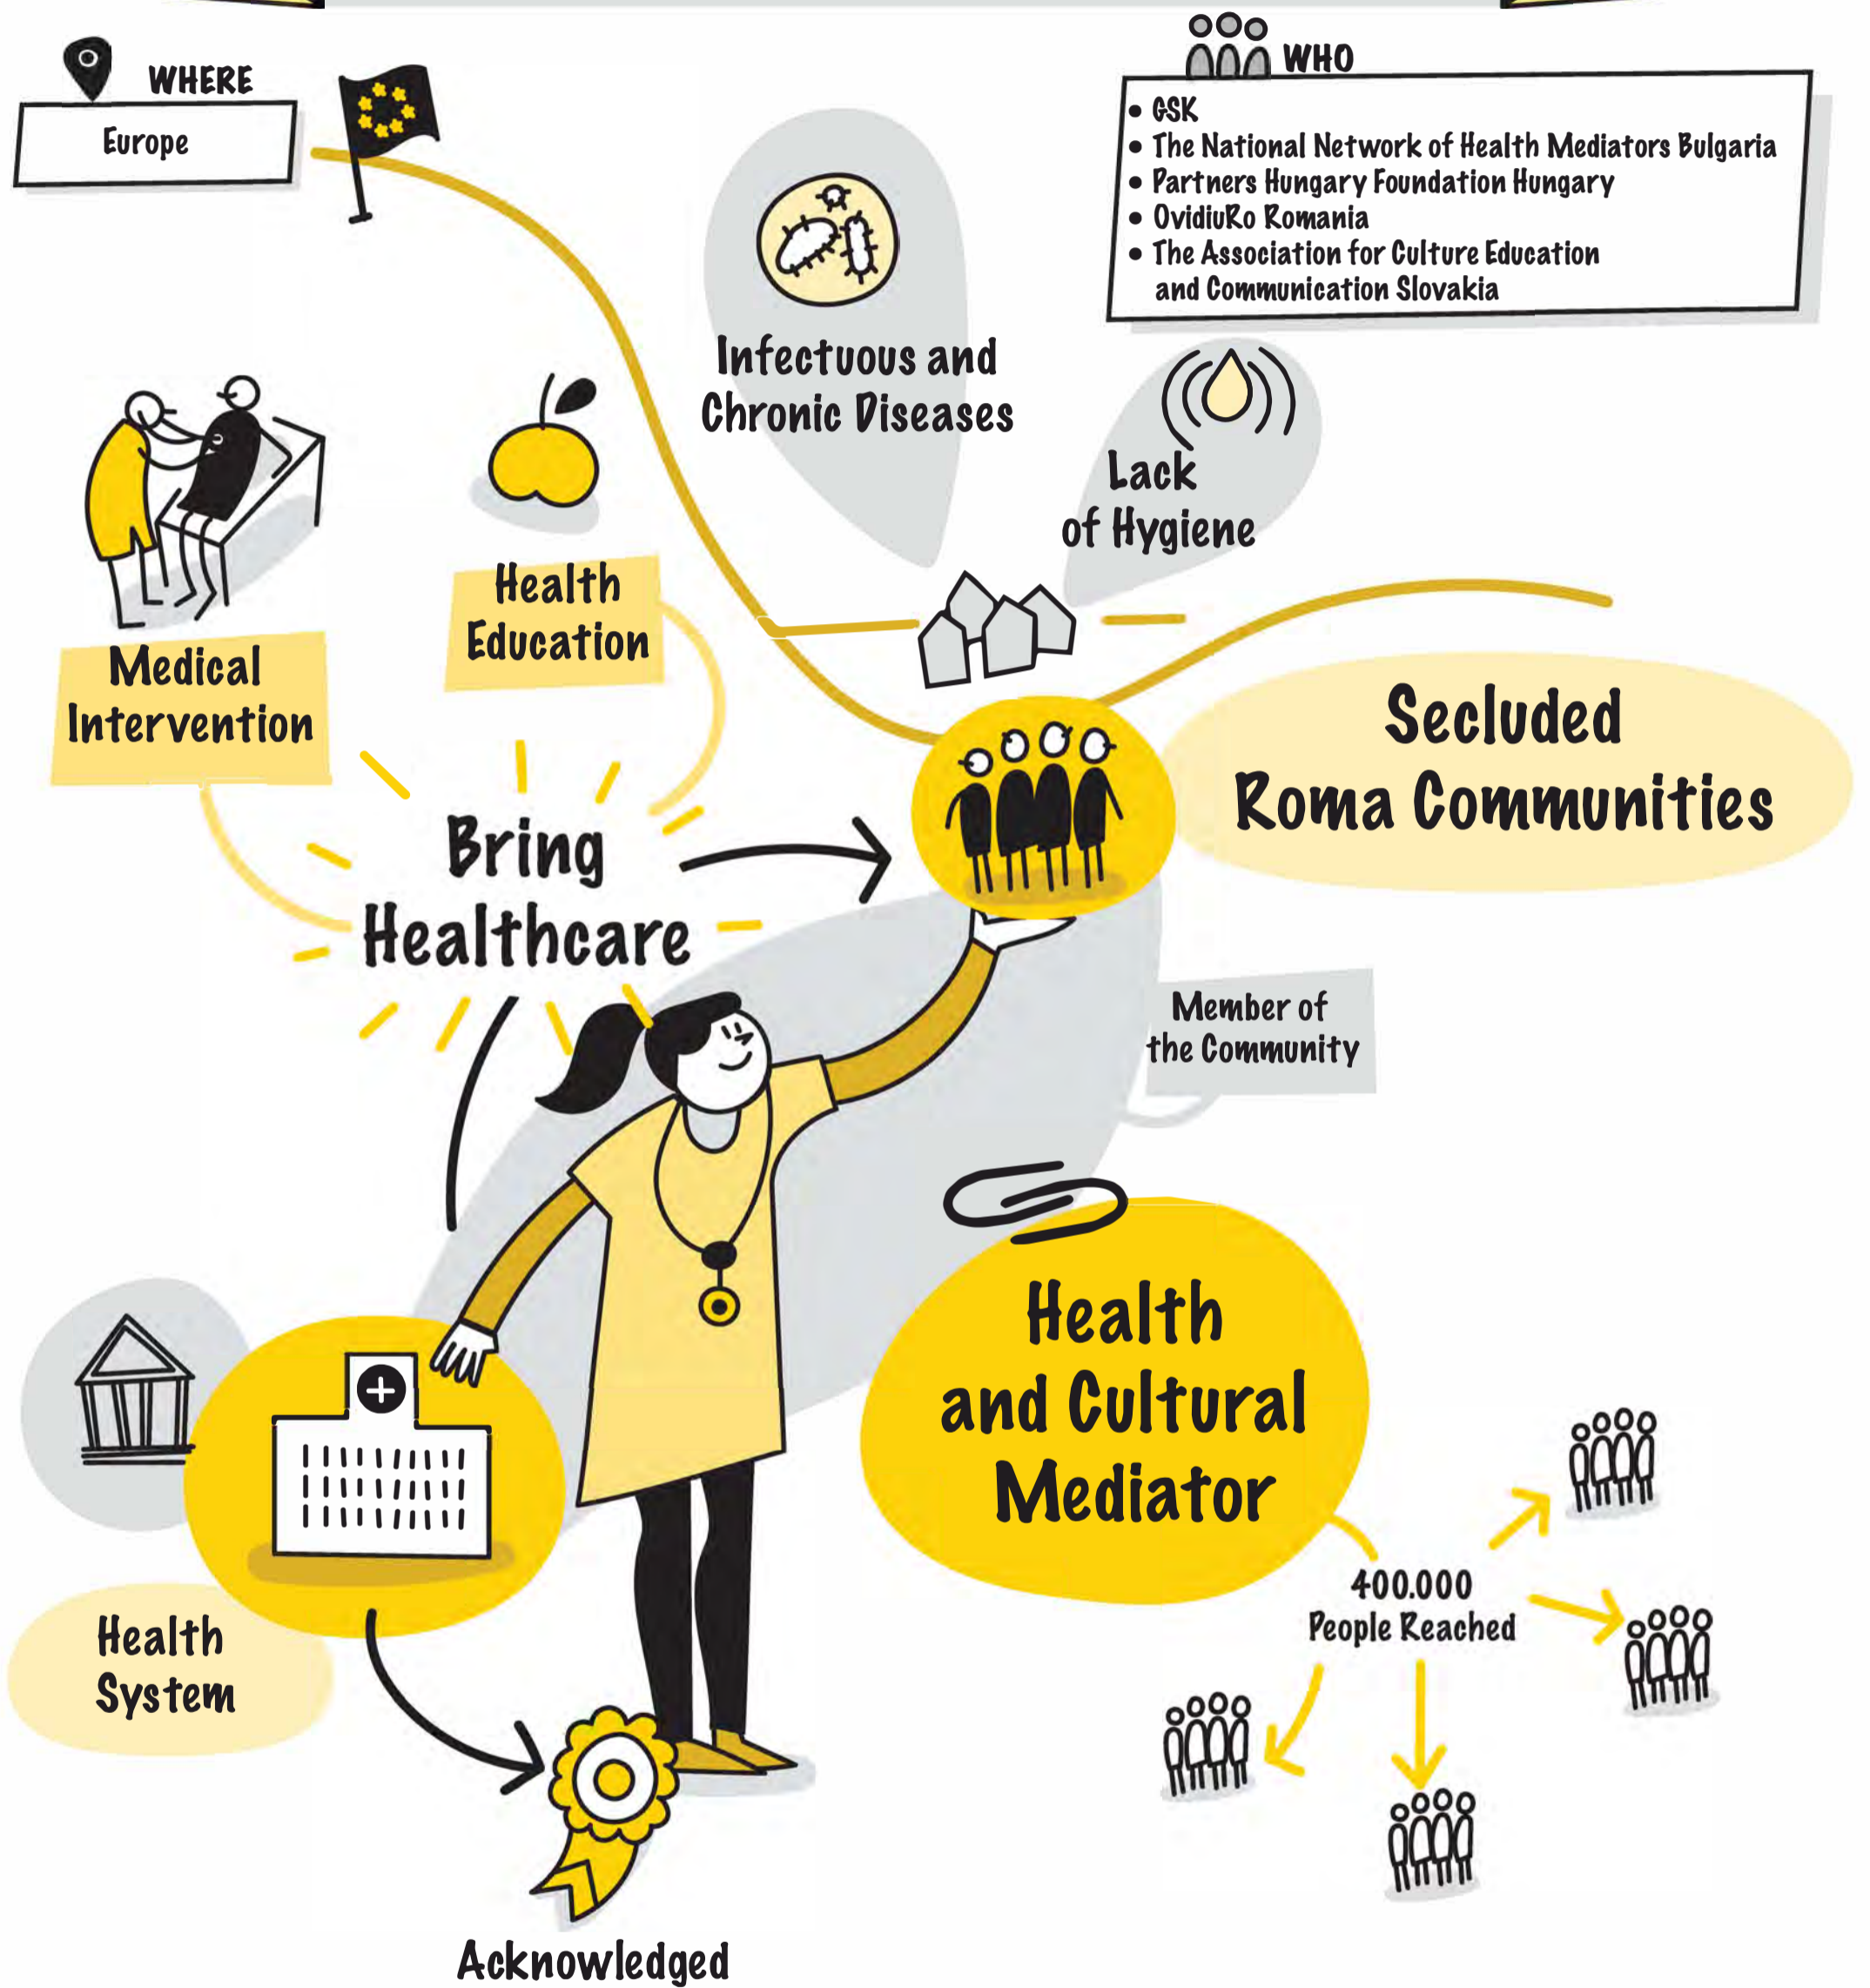 WHERE
Europe
WHO
• GSK
• The National Network of Health Mediators Bulgaria
• Partners Hungary Foundation Hungary
• OvidiuRo Romania
• The Association for Culture Education
and Communication Slovakia
Infectuous and
Chronic Diseases
Lack
of Hygiene
Health
Education
Medical
Intervention
Secluded
Roma Communities
Bring
Healthcare
Member of
the Community
Health
and Cultural
Mediator
400.000
People Reached
Health
System
Acknowledged